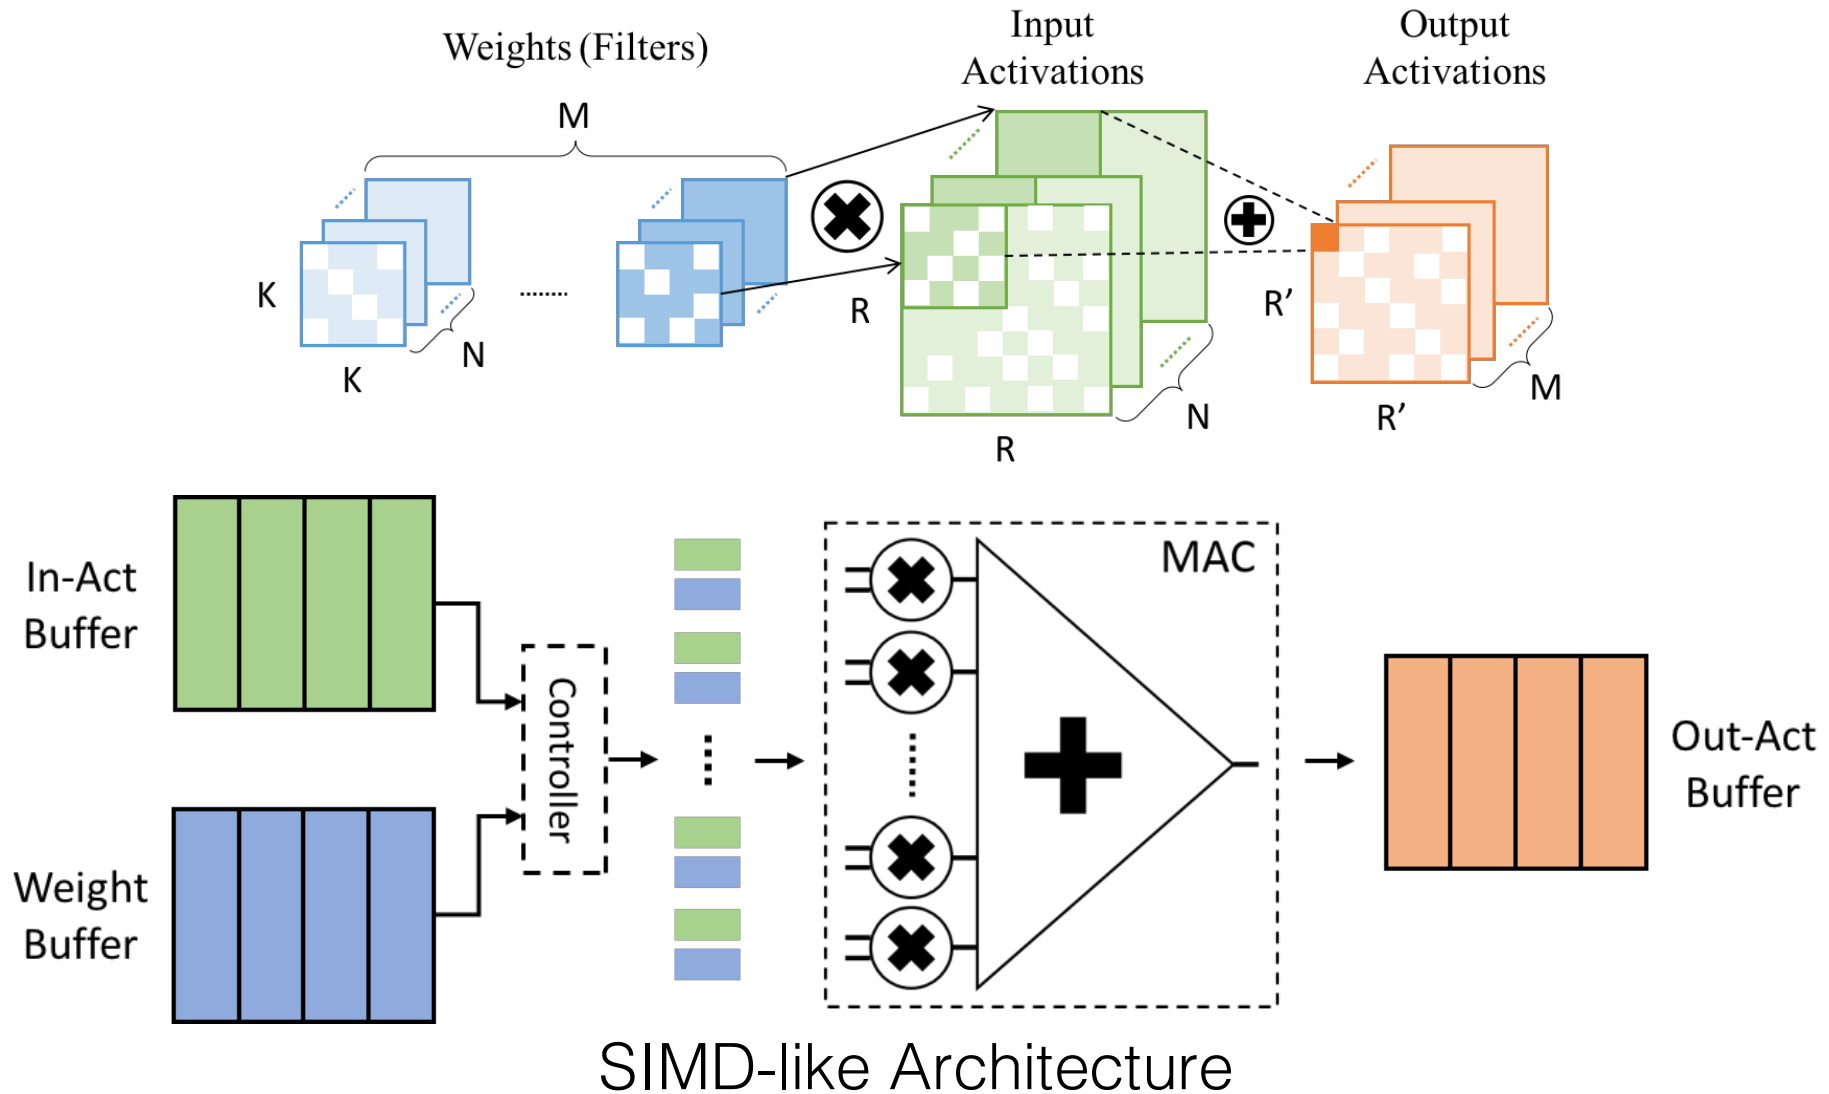 Weights (Filters)
Input
Activations
Output
Activations
M
K
K
N
R
R
N
R'
R'
M
In-Act
Buffer
Weight
Buffer
Controller
MAC
Out-Act
Buffer
SIMD-like Architecture